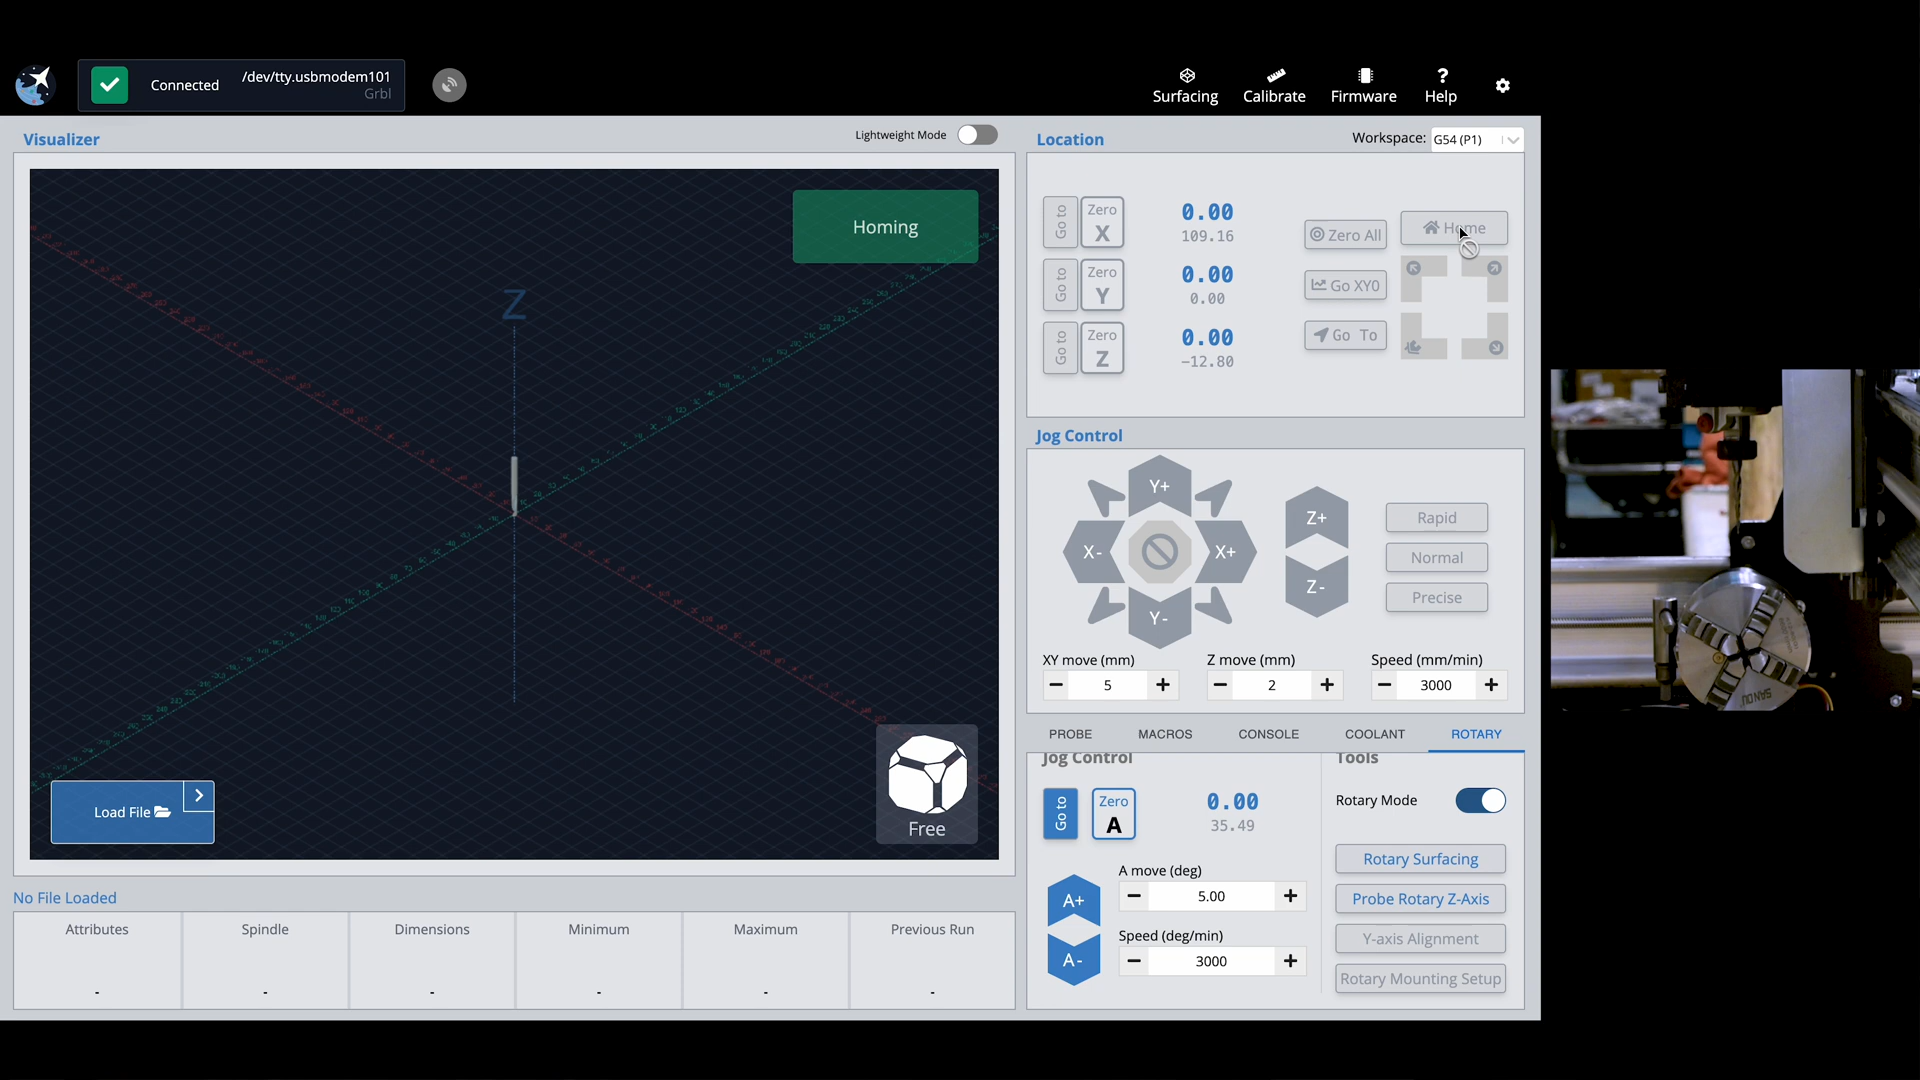 Connected
/dev/tty.usbmodem101
Grbl
Surfacing
Calibrate
Firmware
Help
Visualizer
Lightweight Mode
Homing
Z
Load File
Free
No File Loaded
Attributes
Spindle
Dimensions
Minimum
Maximum
Previous Run
-
-
-
-
-
-
Location
Workspace:
G54 (P1)
Go to
Zero
X
0.00
109.16
Go to
Zero
Y
0.00
0.00
Go to
Zero
Z
0.00
-12.80
Zero All
Go XY0
Go To
Home
Jog Control
Y+
X-
X+
Y-
Z+
Z-
Rapid
Normal
Precise
XY move (mm)
5
Z move (mm)
2
Speed (mm/min)
3000
PROBE
MACROS
CONSOLE
COOLANT
ROTARY
Jog Control
Go to
Zero
A
0.00
35.49
A+
A-
A move (deg)
5.00
Speed (deg/min)
3000
Tools
Rotary Mode
Rotary Surfacing
Probe Rotary Z-Axis
Y-axis Alignment
Rotary Mounting Setup
SAN OU